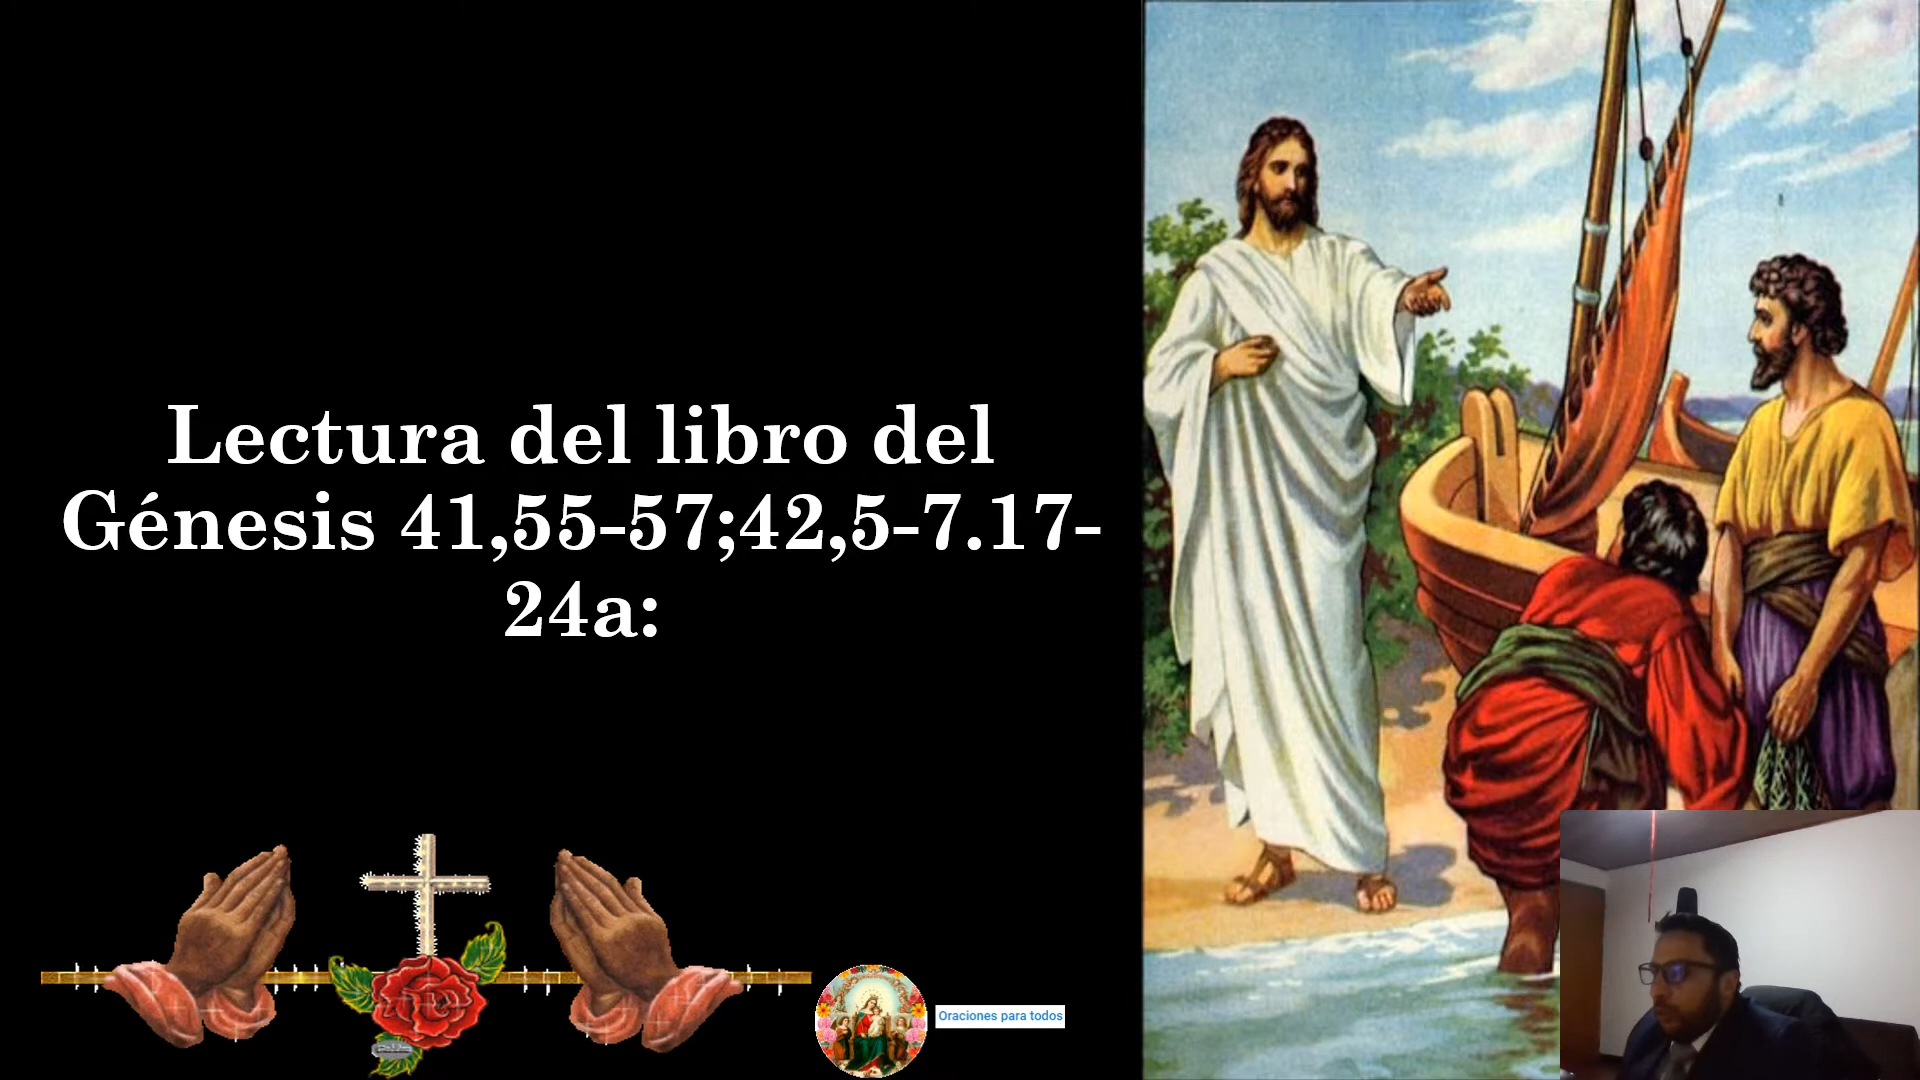 Lectura del libro del
Génesis 41,55-57;42,5-7.17-
24a:
Oraciones para todos